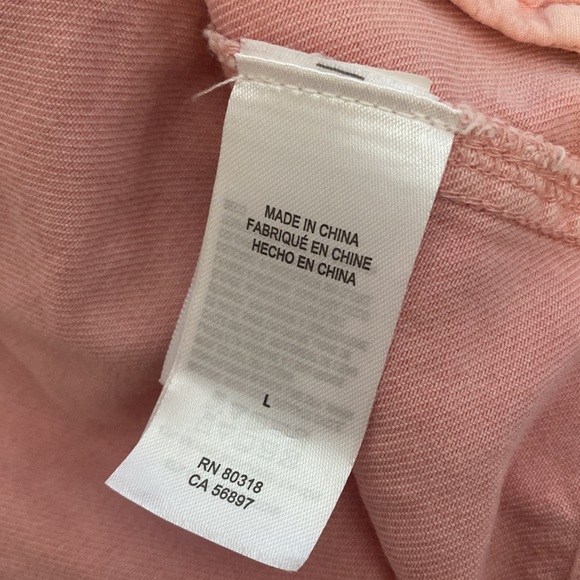 MADE IN CHINA
FABRIQUÉ EN CHINE
HECHO EN CHINA
L
RN 80318
CA 56897